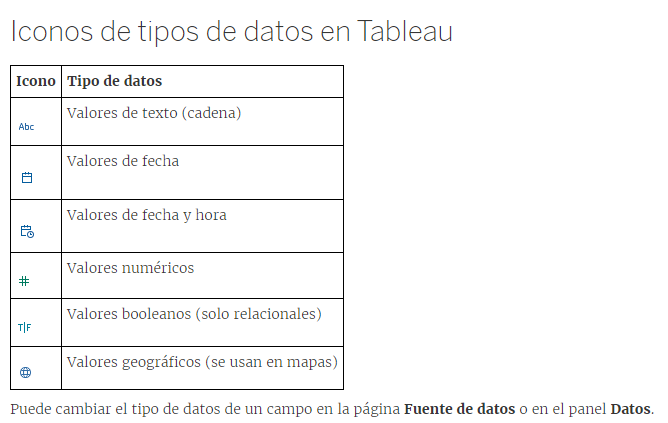 Iconos de tipos de datos en Tableau
Icono Tipo de datos
Abc Valores de texto (cadena)
Valores de fecha
Valores de fecha y hora
# Valores numéricos
T|F Valores booleanos (solo relacionales)
Valores geográficos (se usan en mapas)
Puede cambiar el tipo de datos de un campo en la página Fuente de datos o en el panel Datos.